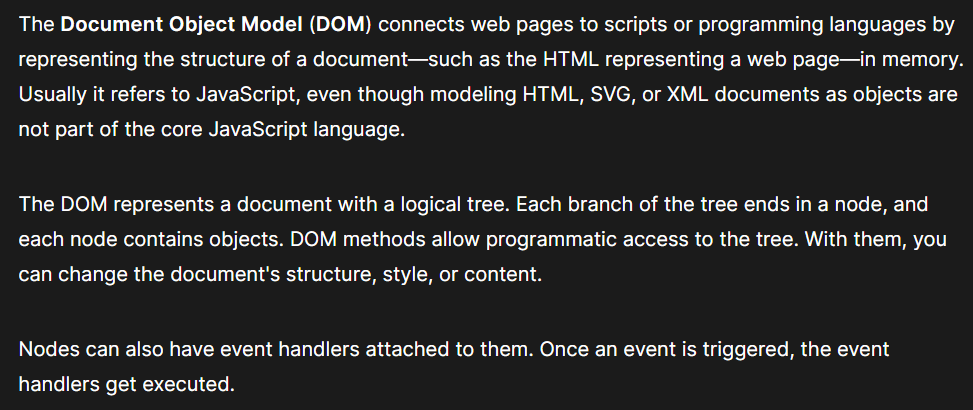 The Document Object Model (DOM) connects web pages to scripts or programming languages by
representing the structure of a document—such as the HTML representing a web page—in memory.
Usually it refers to JavaScript, even though modeling HTML, SVG, or XML documents as objects are
not part of the core JavaScript language.
The DOM represents a document with a logical tree. Each branch of the tree ends in a node, and
each node contains objects. DOM methods allow programmatic access to the tree. With them, you
can change the document's structure, style, or content.
Nodes can also have event handlers attached to them. Once an event is triggered, the event
handlers get executed.